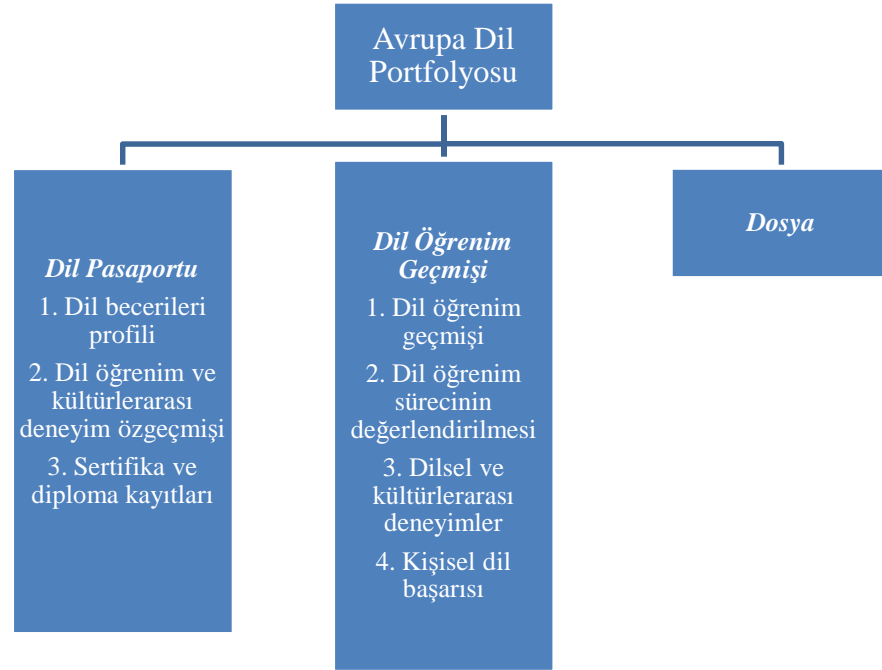 Avrupa Dil
Portfolyosu
Dil Pasaportu
1. Dil becerileri
profili
2. Dil öğrenim ve
kültürlerarası
deneyim özgeçmişi
3. Sertifika ve
diploma kayıtları
Dil Öğrenim
Geçmişi
1. Dil öğrenim
geçmişi
2. Dil öğrenim
sürecinin
değerlendirilmesi
3. Dilsel ve
kültürlerarası
deneyimler
4. Kişisel dil
başarısı
Dosya